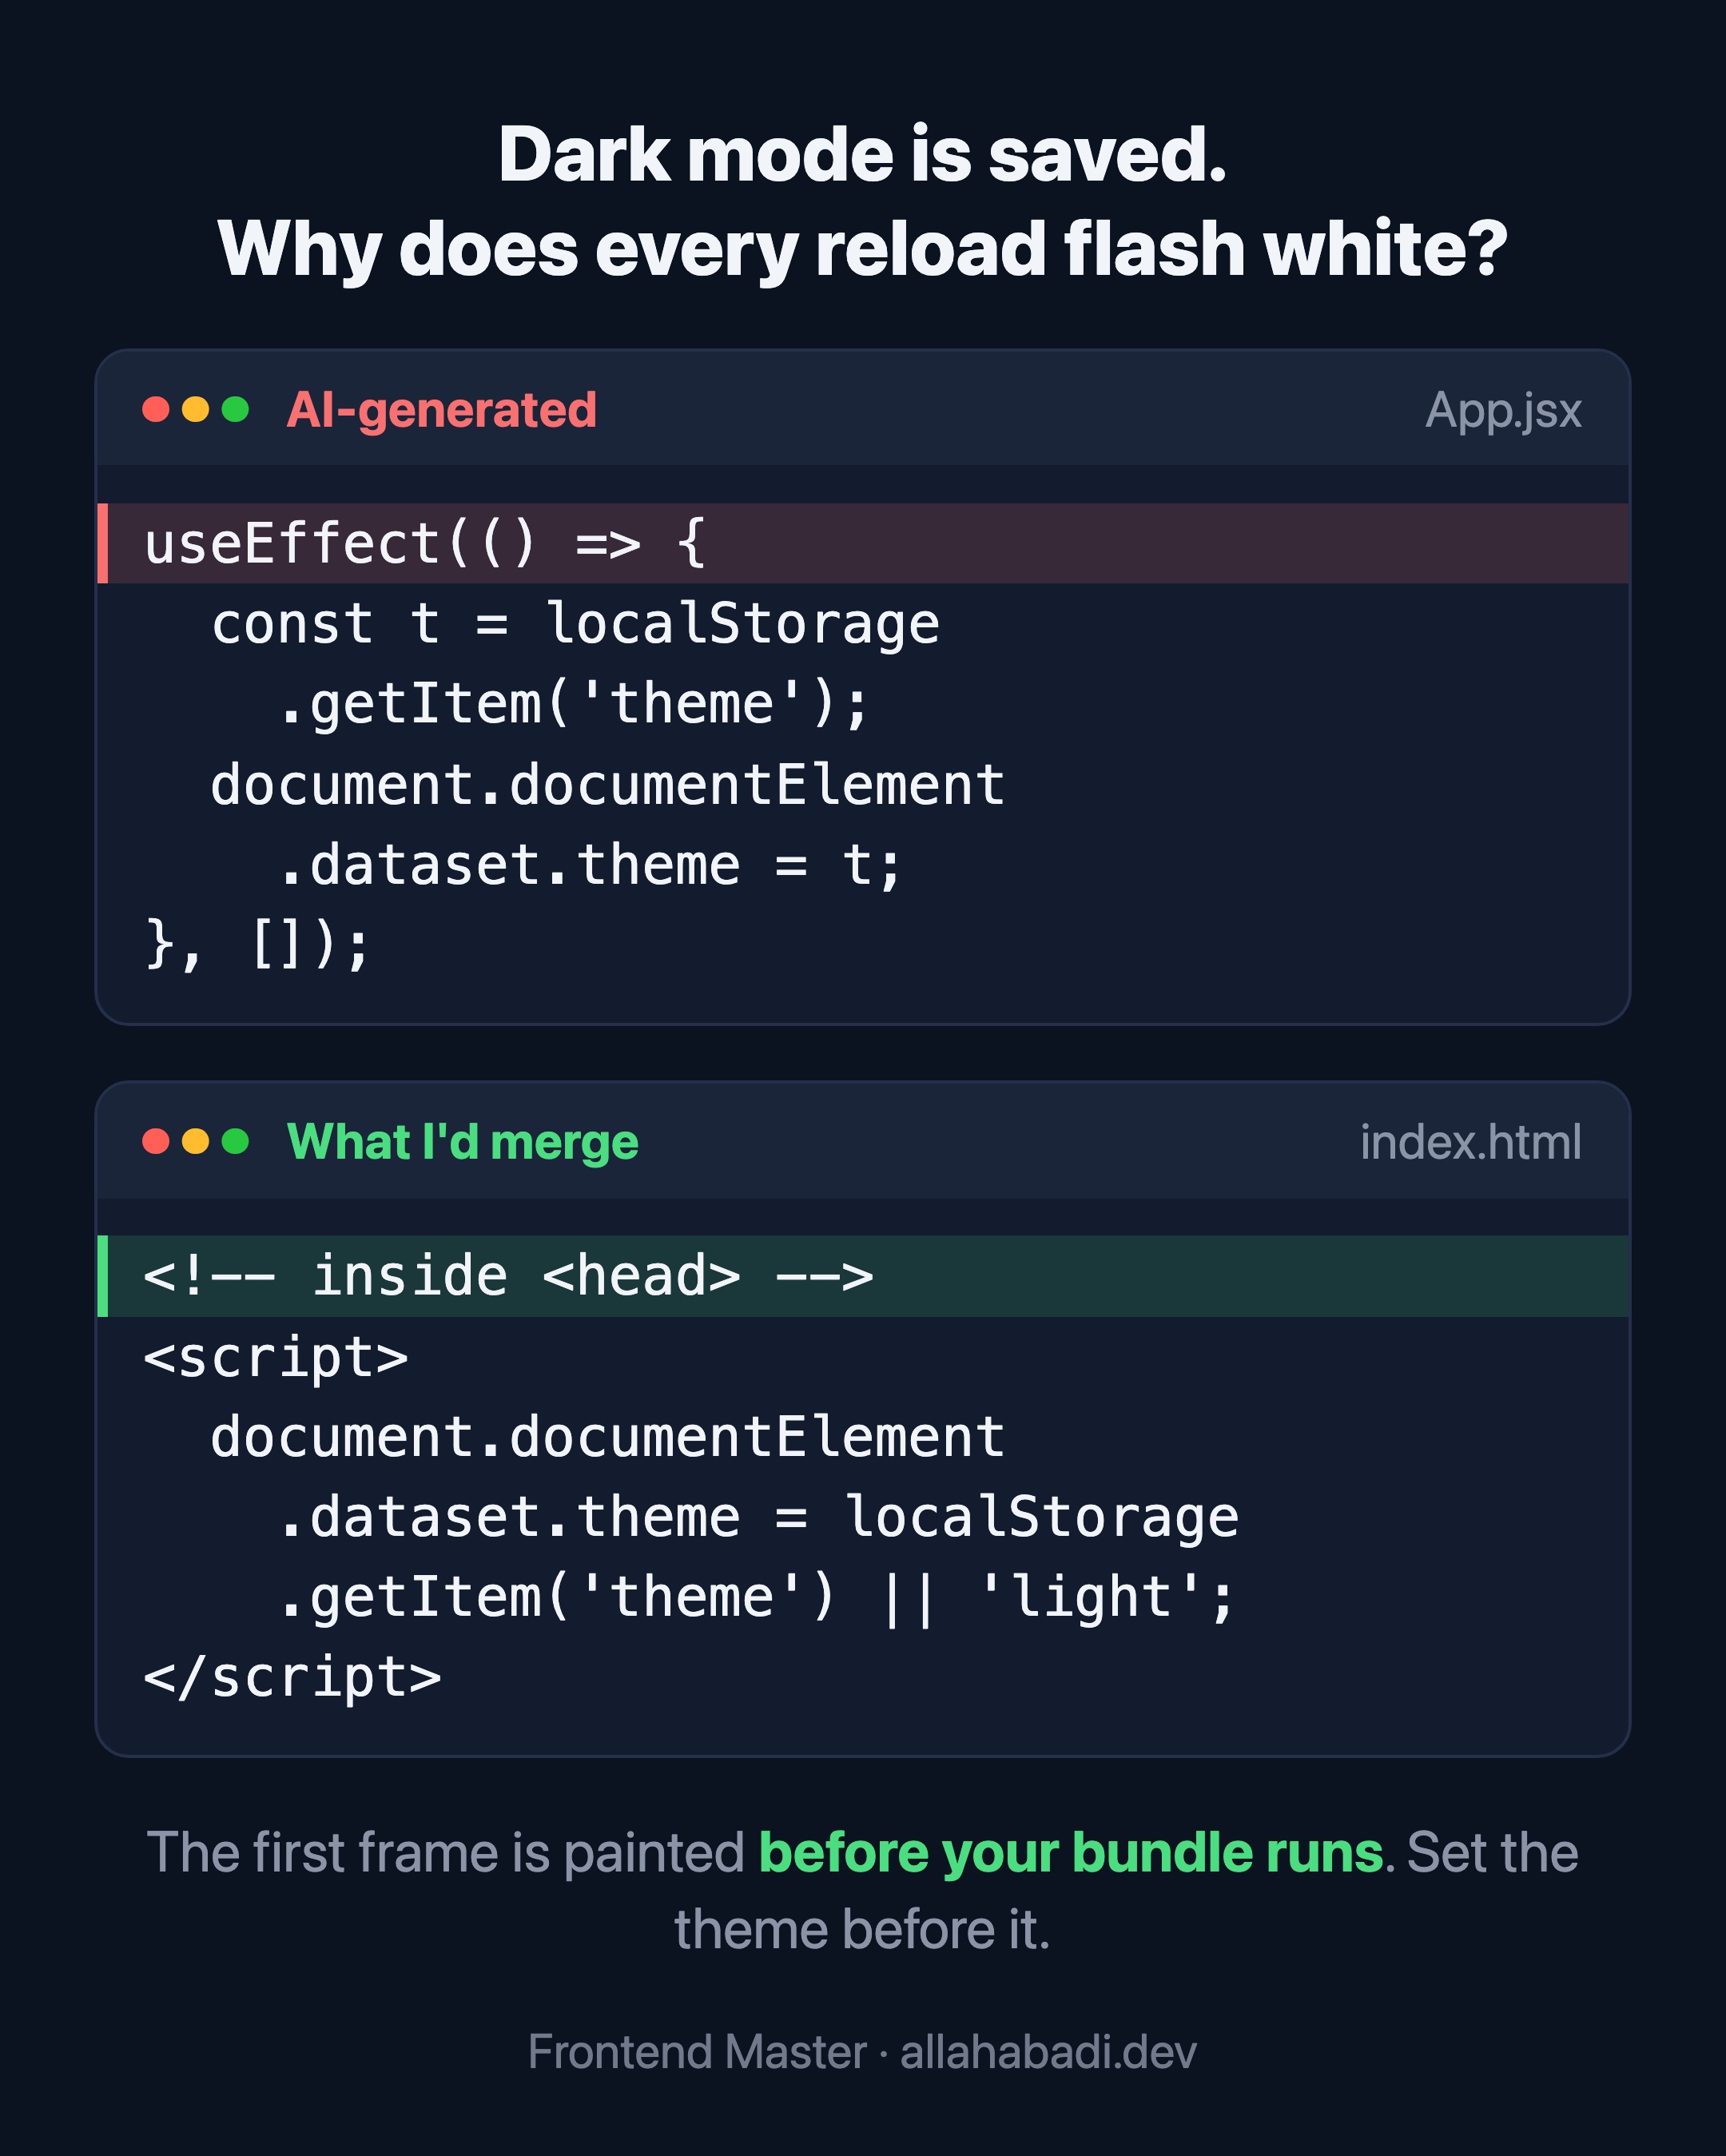 Dark mode is saved.
Why does every reload flash white?
AI-generated
App.jsx
useEffect(() => {
  const t = localStorage
    .getItem('theme');
  document.documentElement
    .dataset.theme = t;
}, []);
What I'd merge
index.html
<!-- inside <head> -->
<script>
  document.documentElement
    .dataset.theme = localStorage
    .getItem('theme') || 'light';
</script>
The first frame is painted before your bundle runs. Set the
theme before it.
Frontend Master · allahabadi.dev